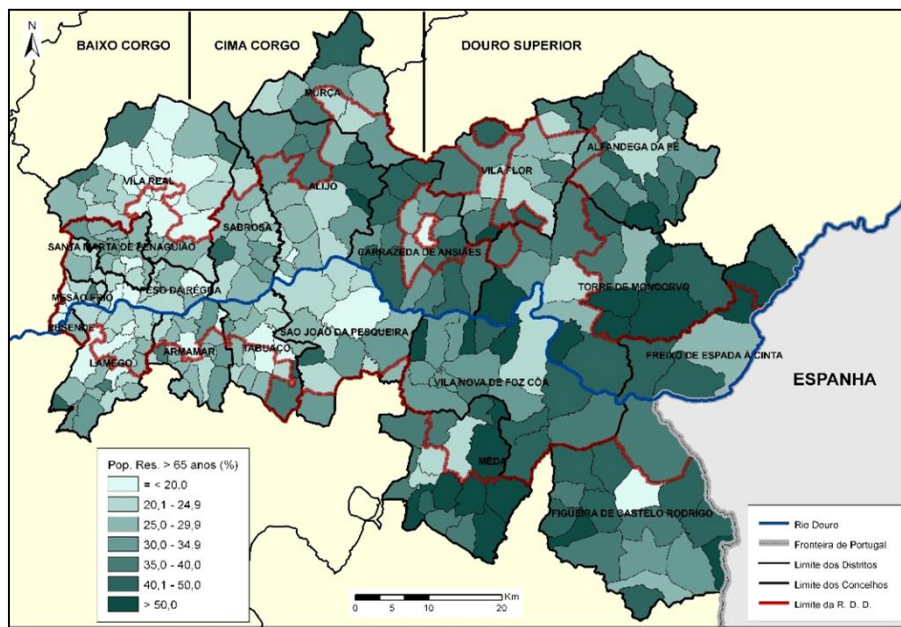 N
BAIXO CORGO
CIMA CORGO
DOURO SUPERIOR
MURÇA
ALFANDEGA DA FÉ
VILA REAL
ALIJÓ
VILA FLOR
SABROSA
SANTA MARTA DE PENAGUIÃO
CARRAZEDA DE ANSIÃES
MESÃO FRIO
PESO DA RÉGUA
TORRE DE MONCORVO
RESENDE
SAO JOÃO DA PESQUEIRA
LAMEGO
ARMAMAR
TABUAÇO
FREIXO DE ESPADA À CINTA
VILA NOVA DE FOZ CÔA
ESPANHA
MÊDA
FIGUEIRA DE CASTELO RODRIGO
Pop. Res. > 65 anos (%)
= < 20,0
20,1 - 24,9
25,0 - 29,9
30,0 - 34,9
35,0 - 40,0
40,1 - 50,0
> 50,0
Km
0 5 10 20
Rio Douro
Fronteira de Portugal
Limite dos Distritos
Limite dos Concelhos
Limite da R. D. D.